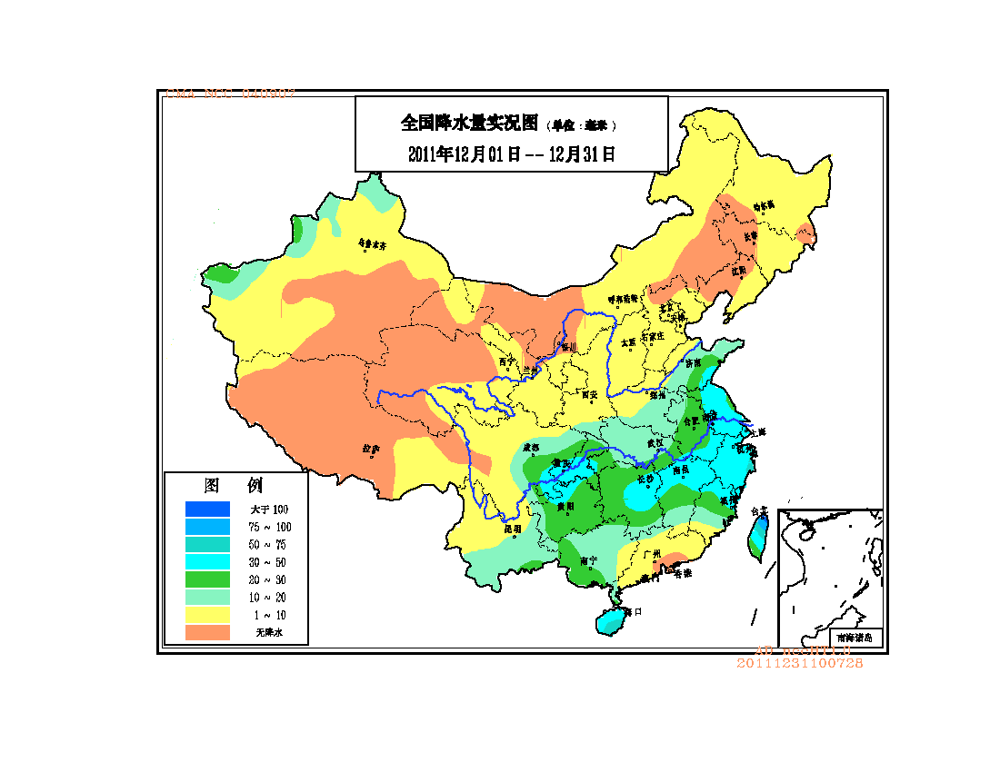 CMA NCC 040902
全国降水量实况图（单位：毫米）
2011年12月01日--12月31日
哈尔滨
长春
乌鲁木齐
沈阳
呼和浩特
北京
天津
银川
太原
石家庄
西宁
兰州
济南
西安
郑州
合肥
南京
上海
拉萨
成都
武汉
杭州
重庆
长沙
南昌
贵阳
福州
台北
昆明
南宁
广州
澳门
香港
海口
图 例
大于 100
75 ~ 100
50 ~ 75
30 ~ 50
20 ~ 30
10 ~ 20
1 ~ 10
无降水
南海诸岛
20111231100728